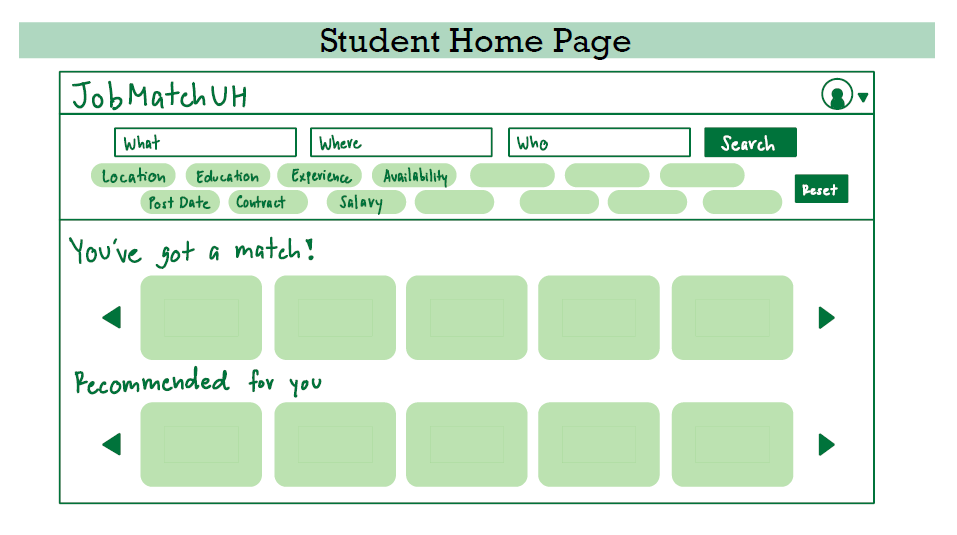 Student Home Page
JobMatchUH
What Where Who Search
Location Education Experience Availability
Reset
Post Date Contract Salary
You've got a match!
Recommended for you